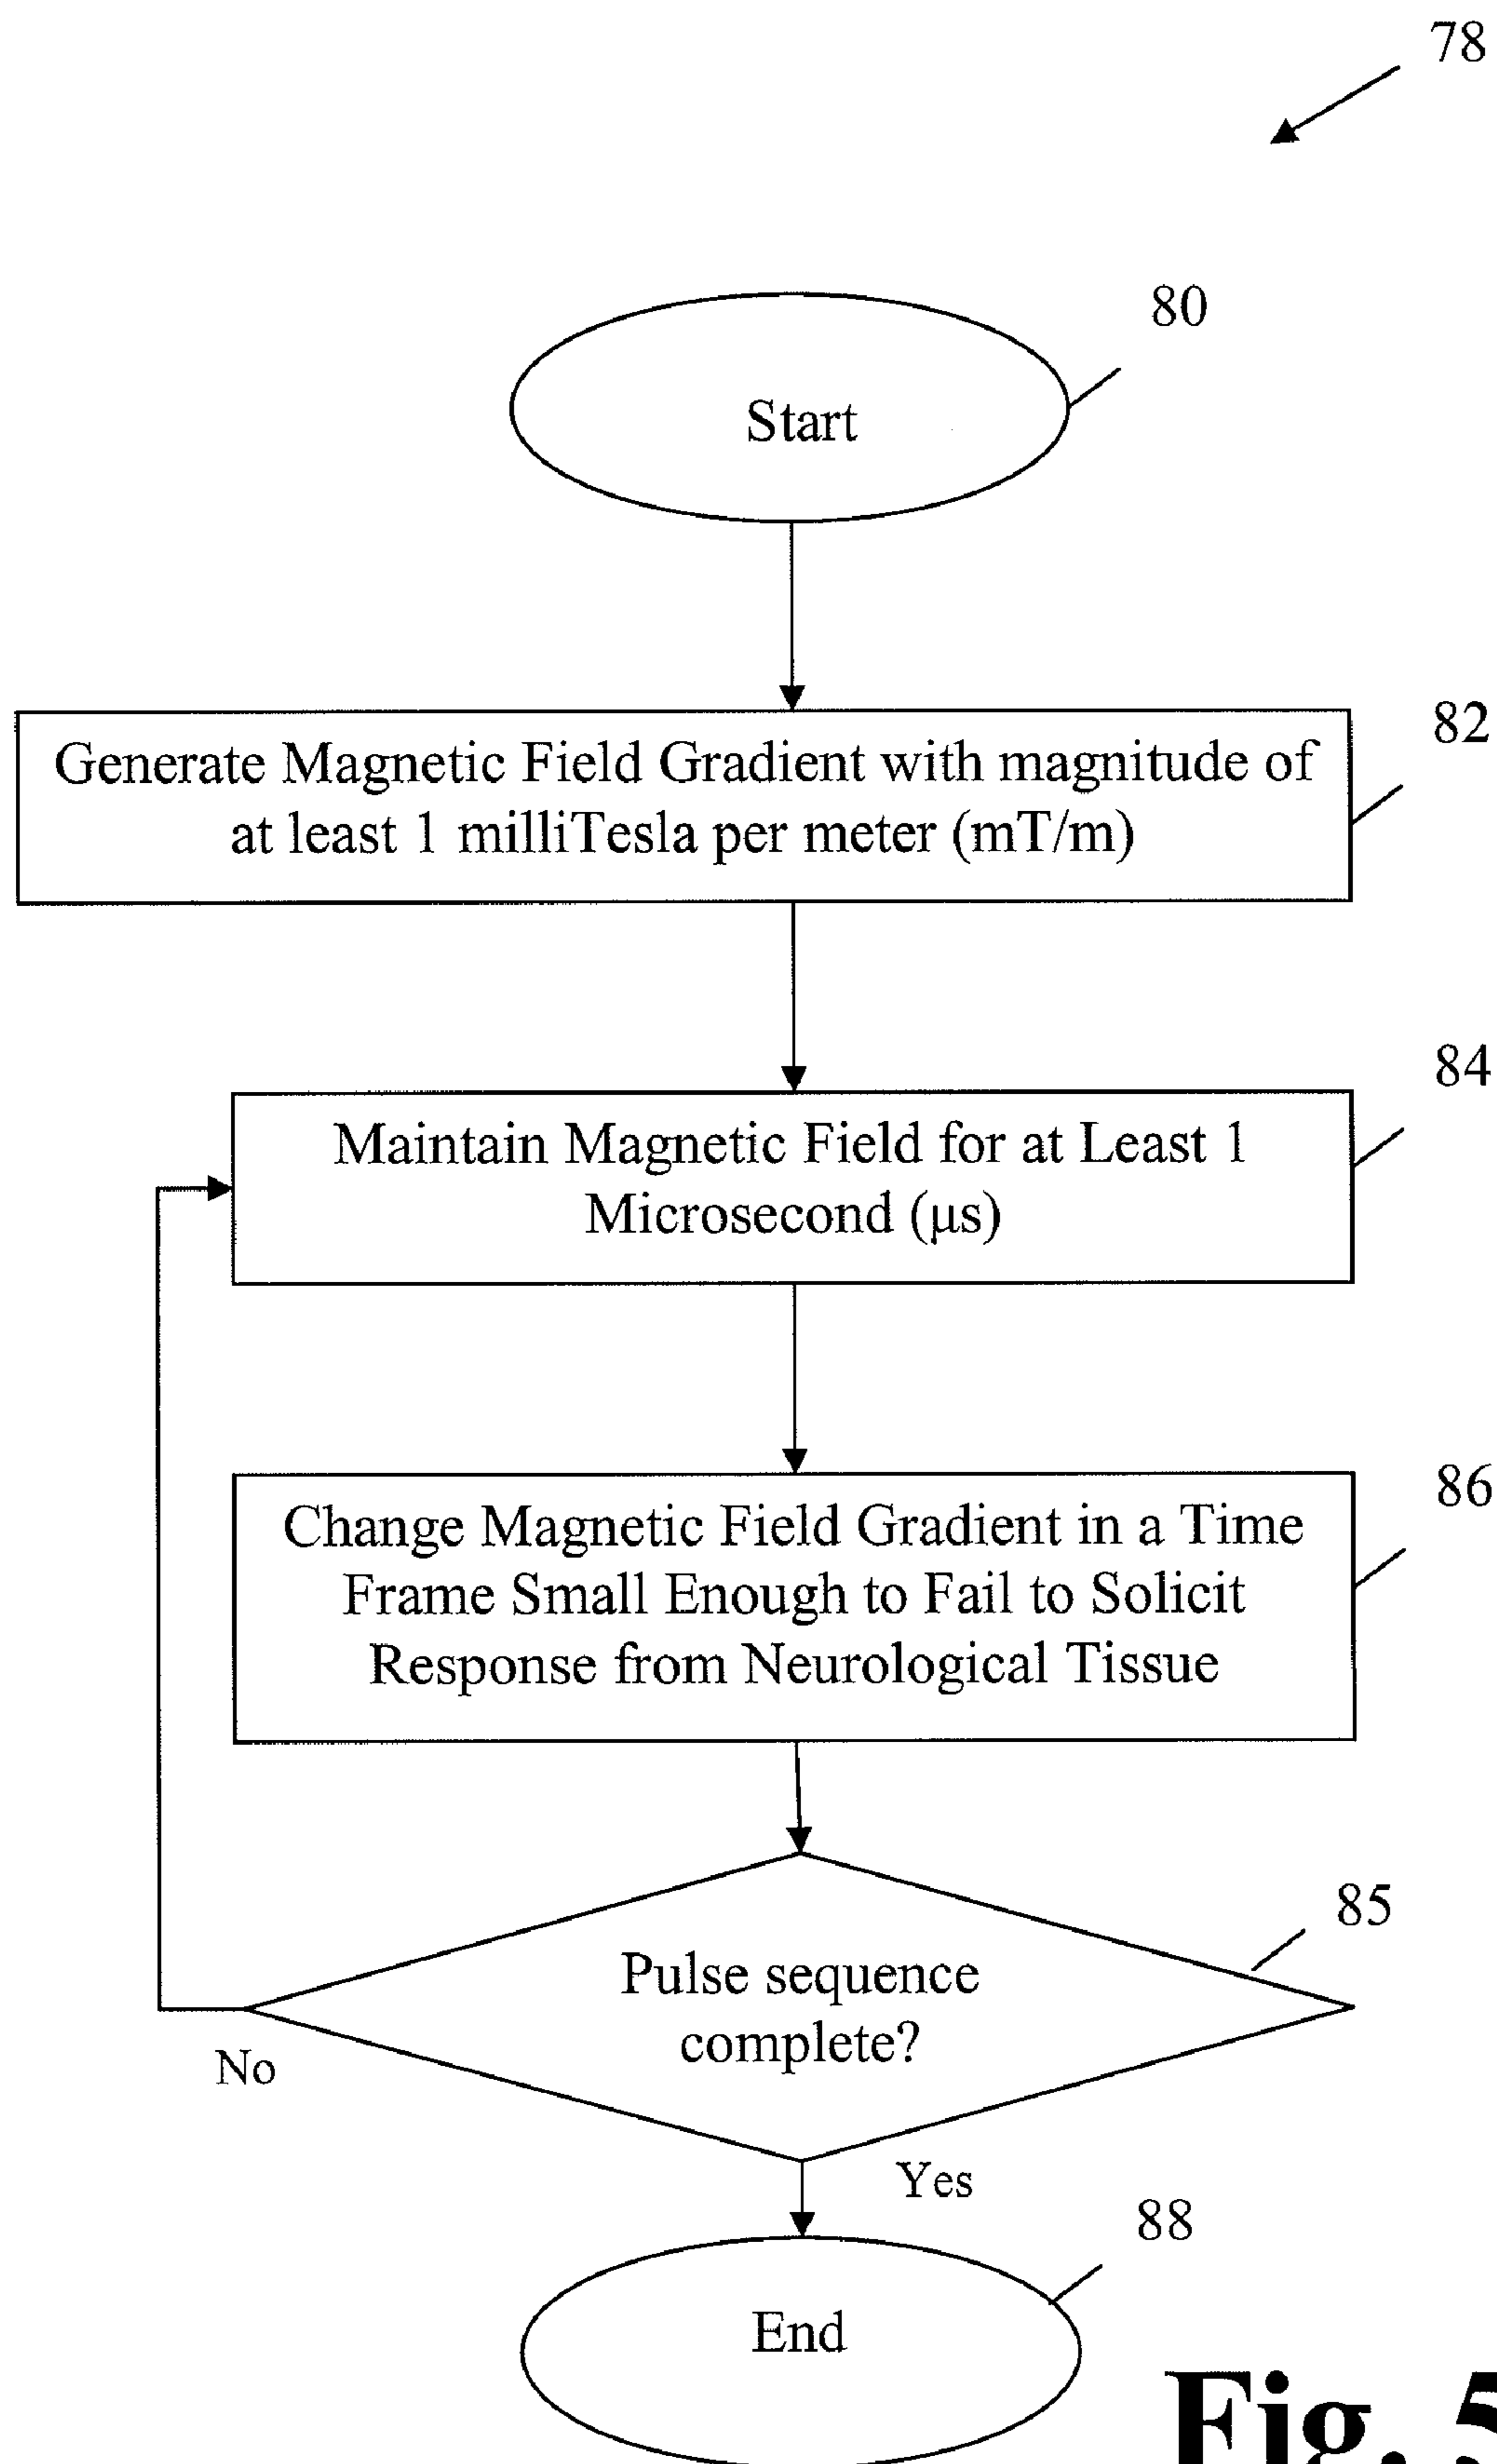 78
80
Start
82
Generate Magnetic Field Gradient with magnitude of
at least 1 milliTesla per meter (mT/m)
84
Maintain Magnetic Field for at Least 1
Microsecond (μs)
86
Change Magnetic Field Gradient in a Time
Frame Small Enough to Fail to Solicit
Response from Neurological Tissue
85
Pulse sequence
complete?
No
Yes
88
End
Fig. 5